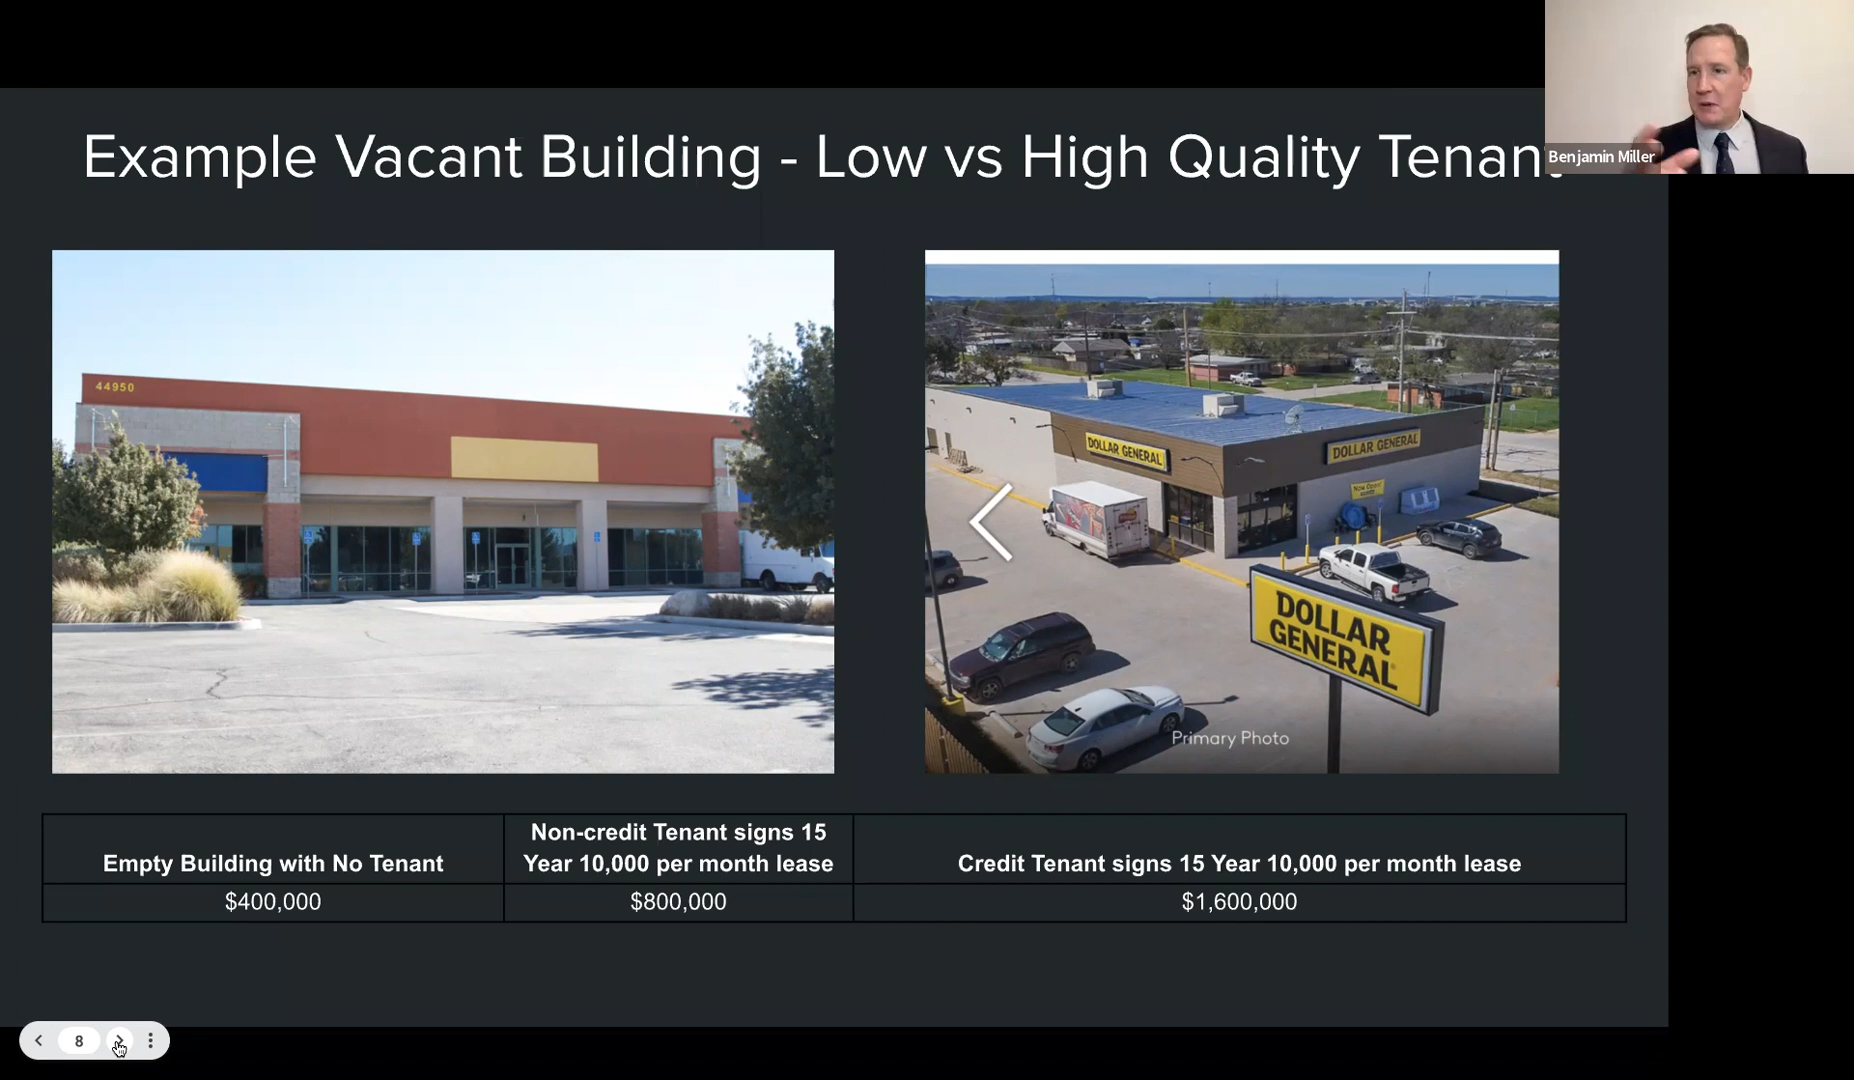 Example Vacant Building - Low vs High Quality Tenant
Benjamin Miller
44950
DOLLAR GENERAL
DOLLAR GENERAL
Now Open
DOLLAR
GENERAL
Primary Photo
Empty Building with No Tenant
Non-credit Tenant signs 15
Year 10,000 per month lease
Credit Tenant signs 15 Year 10,000 per month lease
$400,000
$800,000
$1,600,000
8